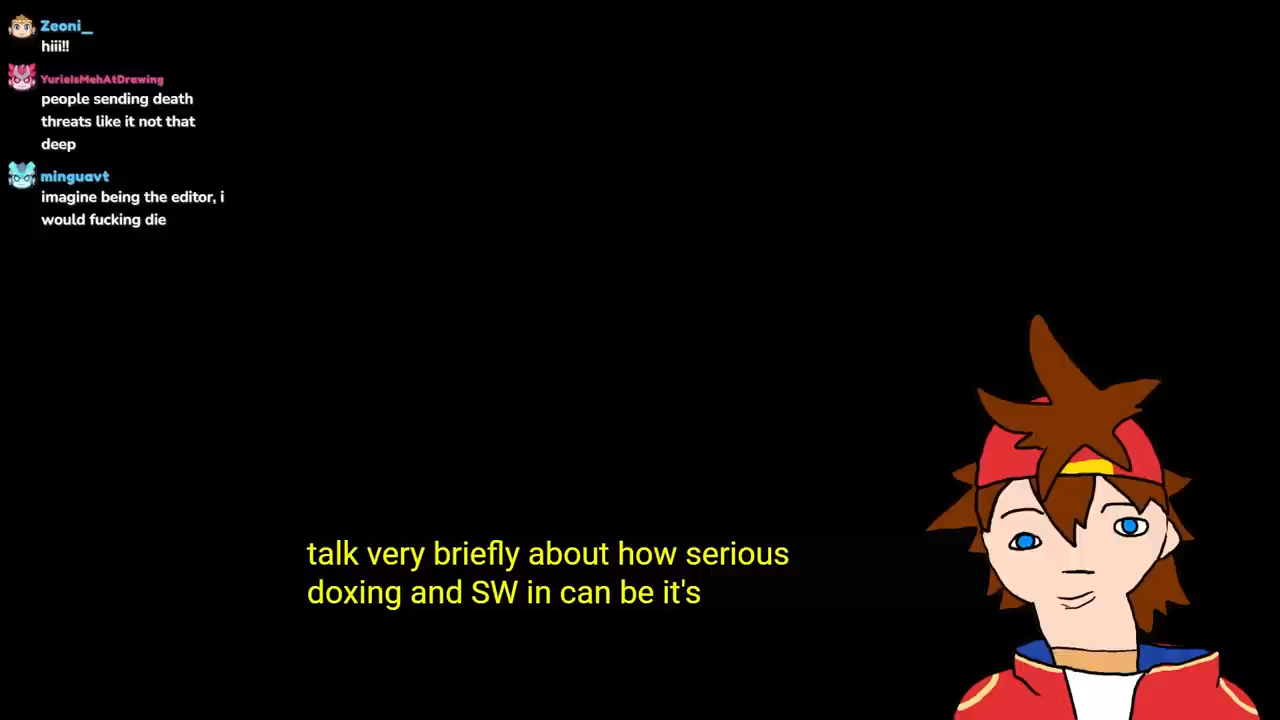 Zeoni_
hiii!!
YurieIsMehAtDrawing
people sending death
threats like it not that
deep
minguavt
imagine being the editor, i
would fucking die
talk very briefly about how serious
doxing and SW in can be it's